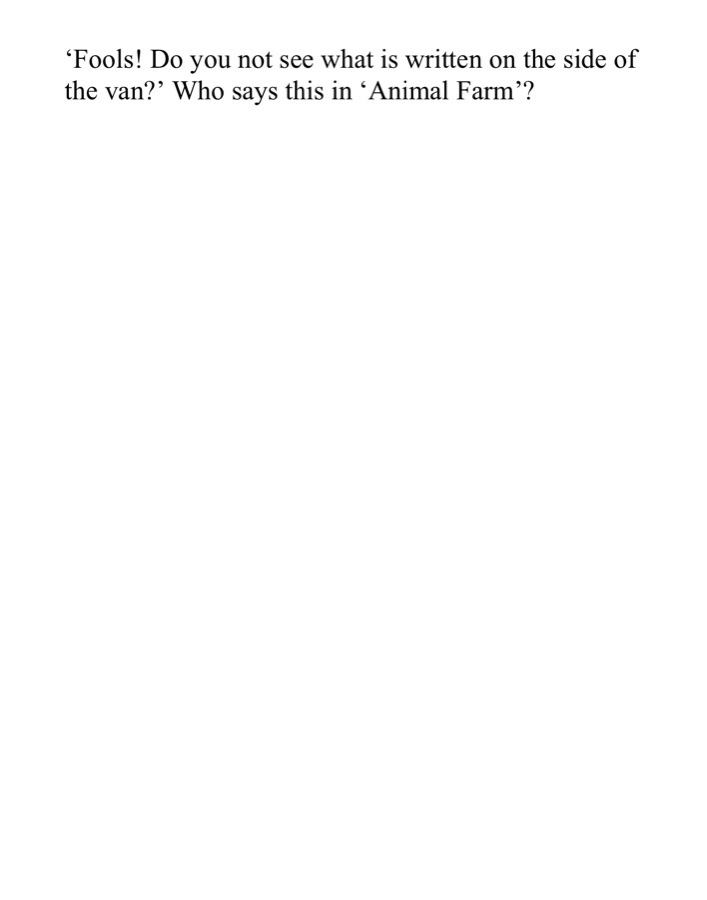 ‘Fools! Do you not see what is written on the side of
the van?’ Who says this in ‘Animal Farm’?